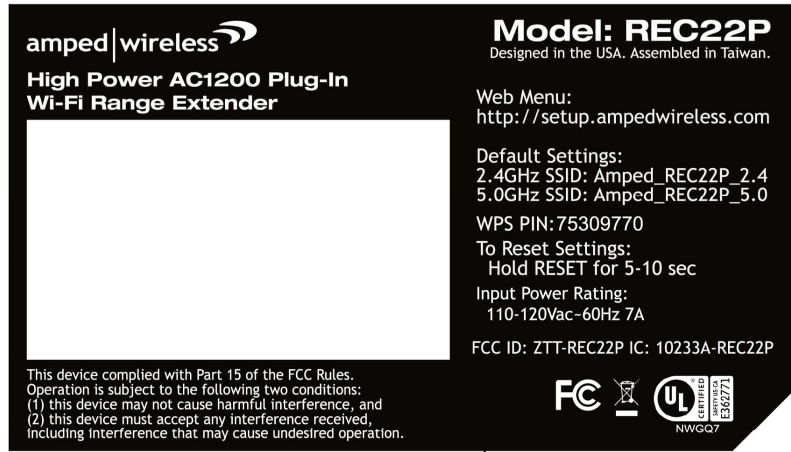 amped wireless
High Power AC1200 Plug-In
Wi-Fi Range Extender
This device complied with Part 15 of the FCC Rules.
Operation is subject to the following two conditions:
(1) this device may not cause harmful interference, and
(2) this device must accept any interference received,
including interference that may cause undesired operation.
Model: REC22P
Designed in the USA. Assembled in Taiwan.
Web Menu:
http://setup.ampedwireless.com
Default Settings:
2.4GHz SSID: Amped_REC22P_2.4
5.0GHz SSID: Amped_REC22P_5.0
WPS PIN:75309770
To Reset Settings:
Hold RESET for 5-10 sec
Input Power Rating:
110-120Vac~60Hz 7A
FCC ID: ZTT-REC22P IC: 10233A-REC22P
FC
UL ®
CERTIFIED
SAFETY US-CA
E362771
NWGQ7